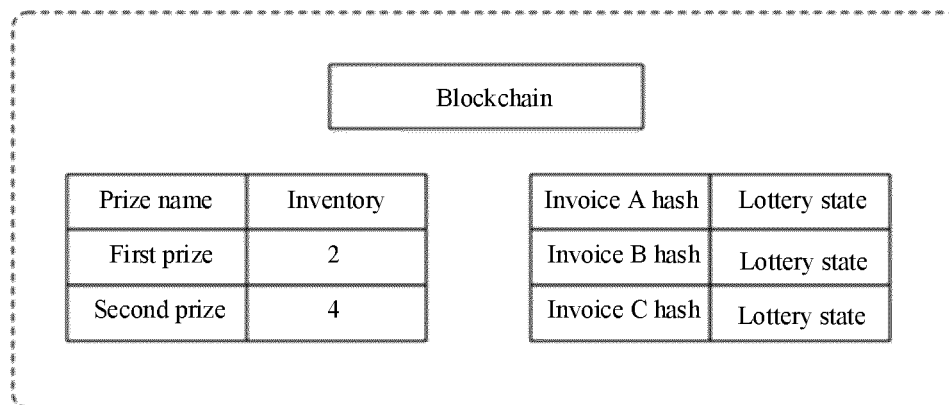 Blockchain
Prize name Inventory
First prize 2
Second prize 4
Invoice A hash Lottery state
Invoice B hash Lottery state
Invoice C hash Lottery state